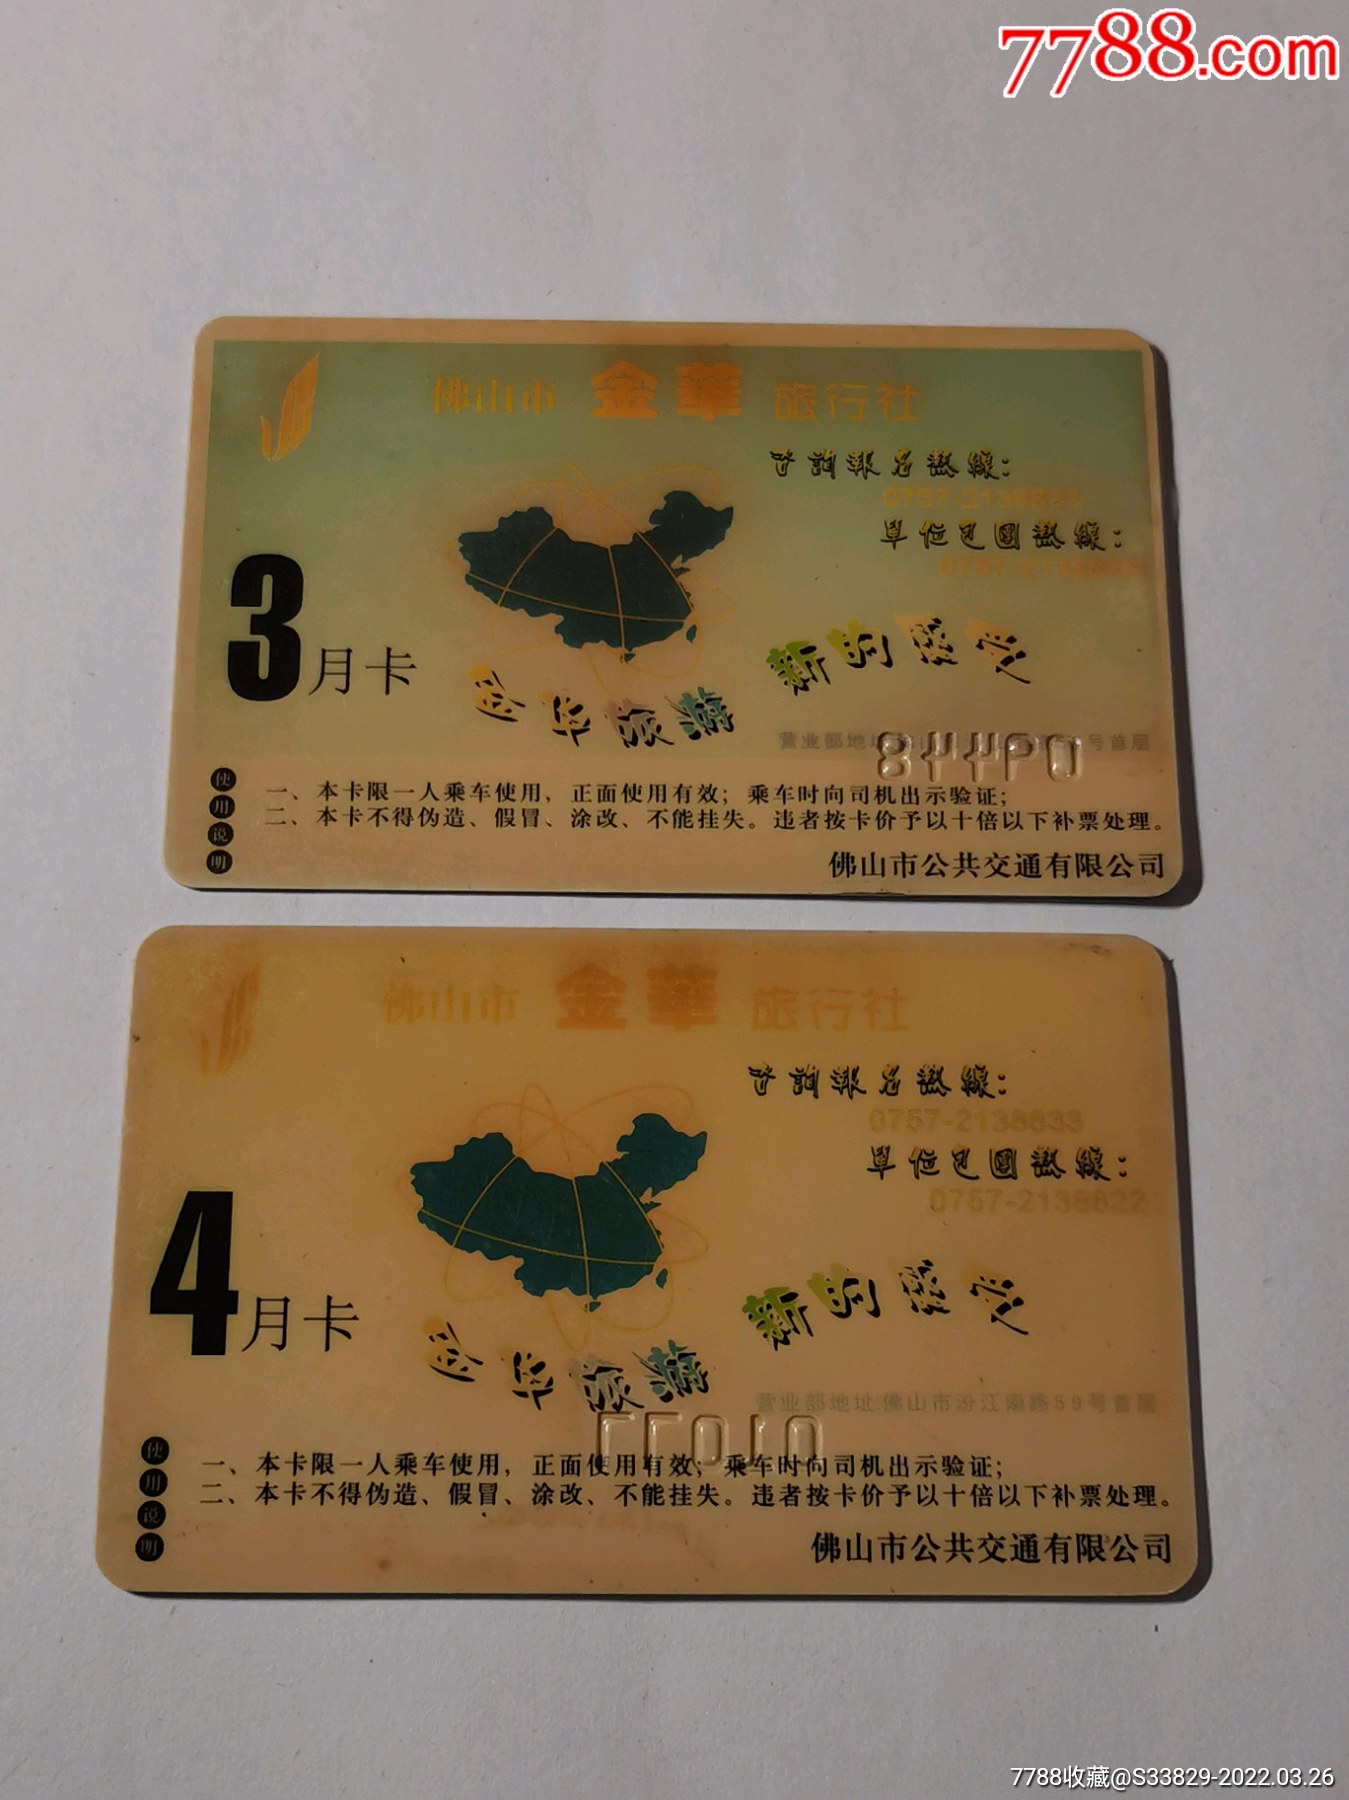 7788.com
佛山市 金華 旅行社
咨詢報名熱線：
單位包團熱線：
3月卡
新的感受
金华旅游
营业部地址
号首层
使用说明
一、本卡限一人乘车使用，正面使用有效；乘车时向司机出示验证；
二、本卡不得伪造、假冒、涂改、不能挂失。违者按卡价予以十倍以下补票处理。
佛山市公共交通有限公司
佛山市 金華 旅行社
咨詢報名熱線：
0757-2138633
單位包團熱線：
0757-2138622
4月卡
新的感受
金华旅游
营业部地址:佛山市汾江南路59号首层
使用说明
一、本卡限一人乘车使用，正面使用有效；乘车时向司机出示验证；
二、本卡不得伪造、假冒、涂改、不能挂失。违者按卡价予以十倍以下补票处理。
佛山市公共交通有限公司
7788收藏@S33829-2022.03.26